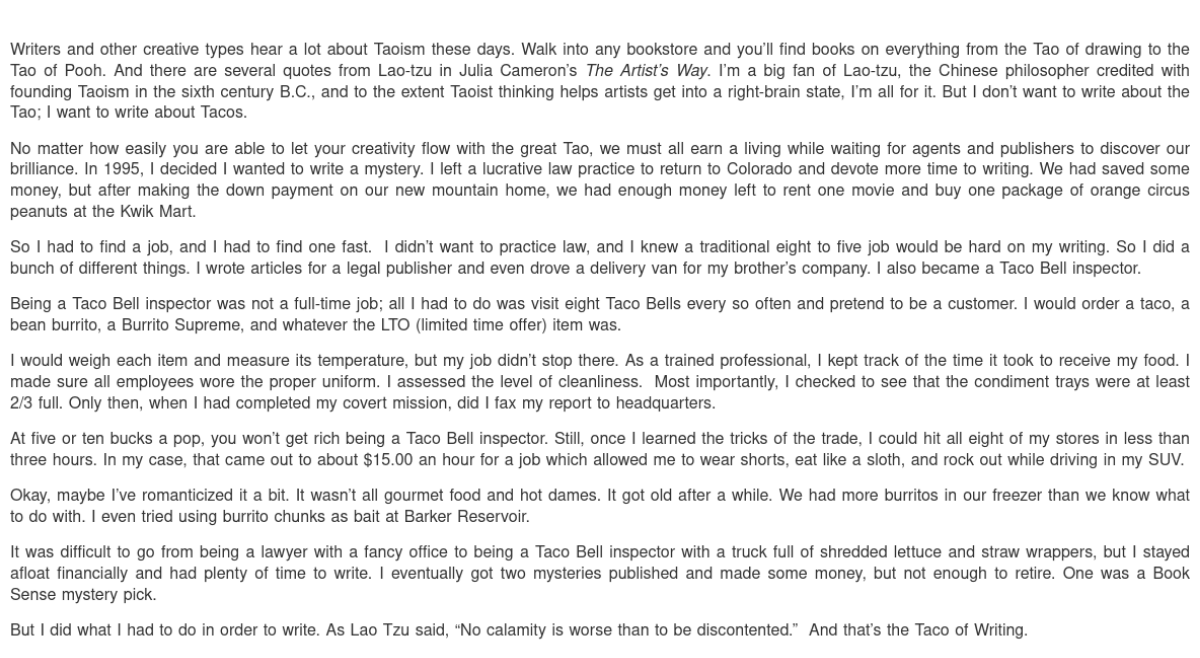 Writers and other creative types hear a lot about Taoism these days. Walk into any bookstore and you’ll find books on everything from the Tao of drawing to the
Tao of Pooh. And there are several quotes from Lao-tzu in Julia Cameron’s The Artist’s Way. I’m a big fan of Lao-tzu, the Chinese philosopher credited with
founding Taoism in the sixth century B.C., and to the extent Taoist thinking helps artists get into a right-brain state, I’m all for it. But I don’t want to write about the
Tao; I want to write about Tacos.
No matter how easily you are able to let your creativity flow with the great Tao, we must all earn a living while waiting for agents and publishers to discover our
brilliance. In 1995, I decided I wanted to write a mystery. I left a lucrative law practice to return to Colorado and devote more time to writing. We had saved some
money, but after making the down payment on our new mountain home, we had enough money left to rent one movie and buy one package of orange circus
peanuts at the Kwik Mart.
So I had to find a job, and I had to find one fast.  I didn’t want to practice law, and I knew a traditional eight to five job would be hard on my writing. So I did a
bunch of different things. I wrote articles for a legal publisher and even drove a delivery van for my brother’s company. I also became a Taco Bell inspector.
Being a Taco Bell inspector was not a full-time job; all I had to do was visit eight Taco Bells every so often and pretend to be a customer. I would order a taco, a
bean burrito, a Burrito Supreme, and whatever the LTO (limited time offer) item was.
I would weigh each item and measure its temperature, but my job didn’t stop there. As a trained professional, I kept track of the time it took to receive my food. I
made sure all employees wore the proper uniform. I assessed the level of cleanliness.  Most importantly, I checked to see that the condiment trays were at least
2/3 full. Only then, when I had completed my covert mission, did I fax my report to headquarters.
At five or ten bucks a pop, you won’t get rich being a Taco Bell inspector. Still, once I learned the tricks of the trade, I could hit all eight of my stores in less than
three hours. In my case, that came out to about $15.00 an hour for a job which allowed me to wear shorts, eat like a sloth, and rock out while driving in my SUV.
Okay, maybe I’ve romanticized it a bit. It wasn’t all gourmet food and hot dames. It got old after a while. We had more burritos in our freezer than we know what
to do with. I even tried using burrito chunks as bait at Barker Reservoir.
It was difficult to go from being a lawyer with a fancy office to being a Taco Bell inspector with a truck full of shredded lettuce and straw wrappers, but I stayed
afloat financially and had plenty of time to write. I eventually got two mysteries published and made some money, but not enough to retire. One was a Book
Sense mystery pick.
But I did what I had to do in order to write. As Lao Tzu said, “No calamity is worse than to be discontented.”  And that’s the Taco of Writing.